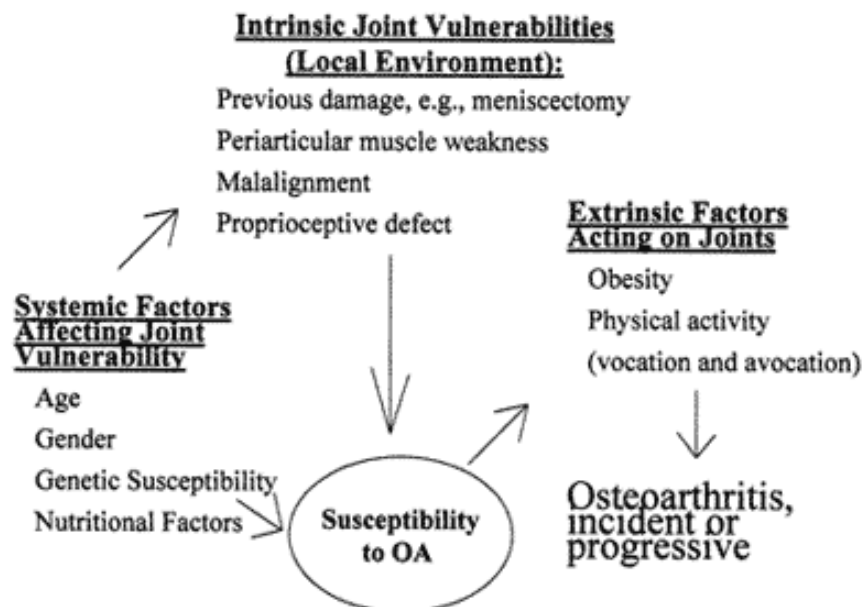 Intrinsic Joint Vulnerabilities
(Local Environment):
Previous damage, e.g., meniscectomy
Periarticular muscle weakness
Malalignment
Proprioceptive defect
Systemic Factors
Affecting Joint
Vulnerability
Age
Gender
Genetic Susceptibility
Nutritional Factors
Susceptibility
to OA
Extrinsic Factors
Acting on Joints
Obesity
Physical activity
(vocation and avocation)
Osteoarthritis,
incident or
progressive